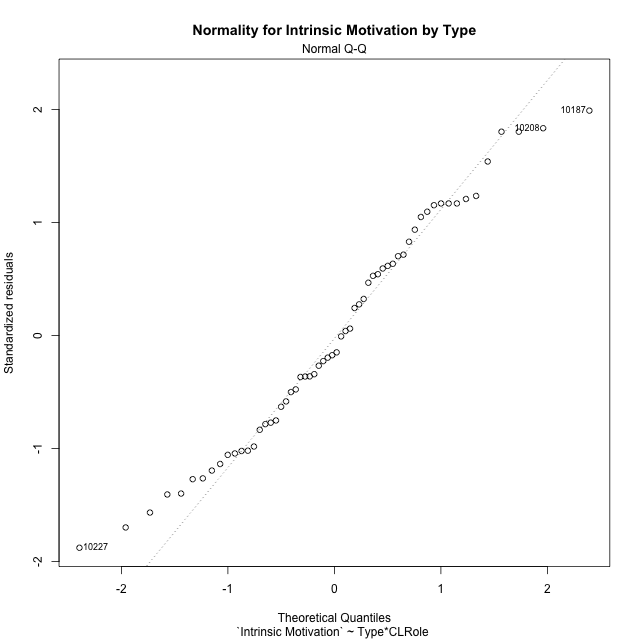 Normality for Intrinsic Motivation by Type
Normal Q-Q
2
1
0
-1
-2
Standardized residuals
10187
10208
10227
-2 -1 0 1 2
Theoretical Quantiles
`Intrinsic Motivation` ~ Type*CLRole